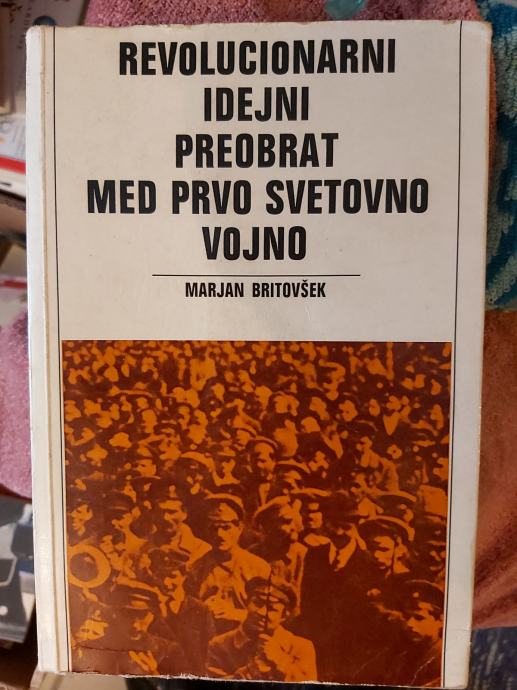 REVOLUCIONARNI
IDEJNI
PREOBRAT
MED PRVO SVETOVNO
VOJNO
MARJAN BRITOVŠEK